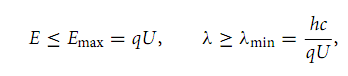 E ≤ E_max = qU,    λ ≥ λ_min = hc/qU,